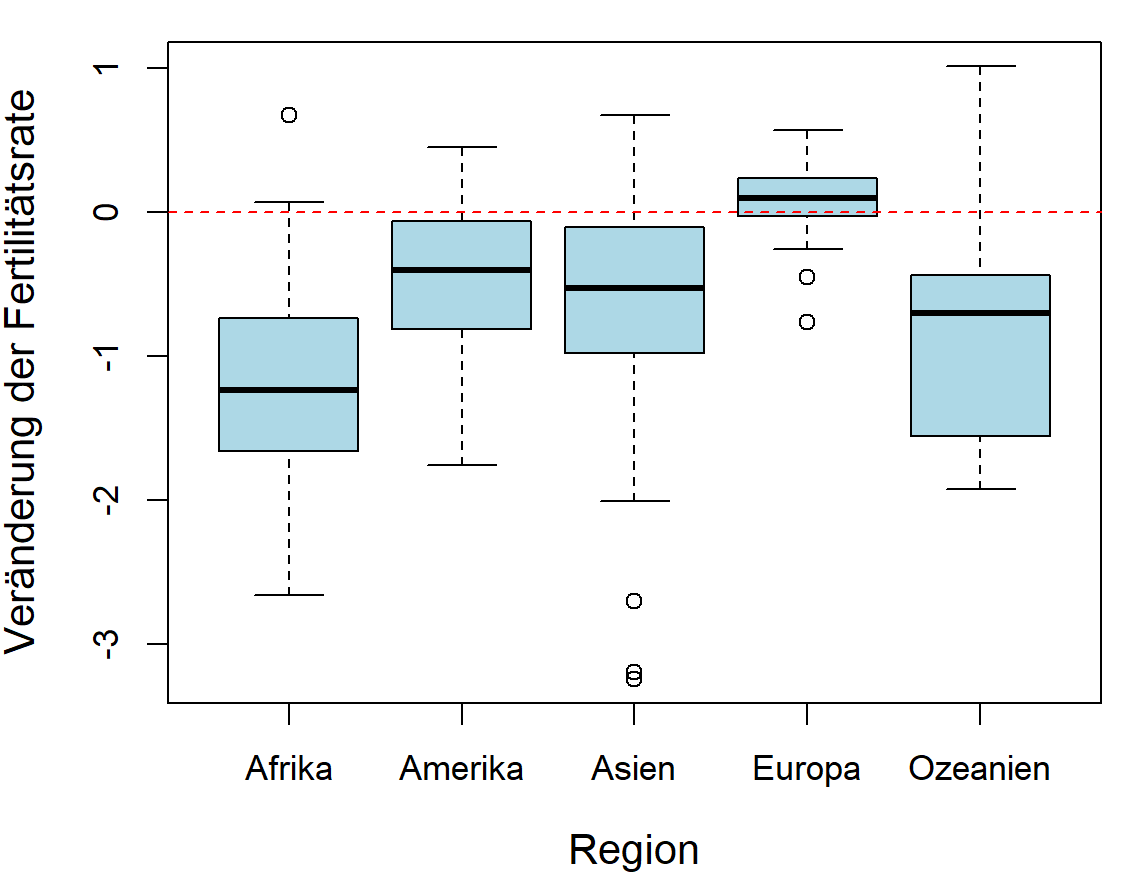 Veränderung der Fertilitätsrate
1
0
-1
-2
-3
Afrika Amerika Asien Europa Ozeanien
Region